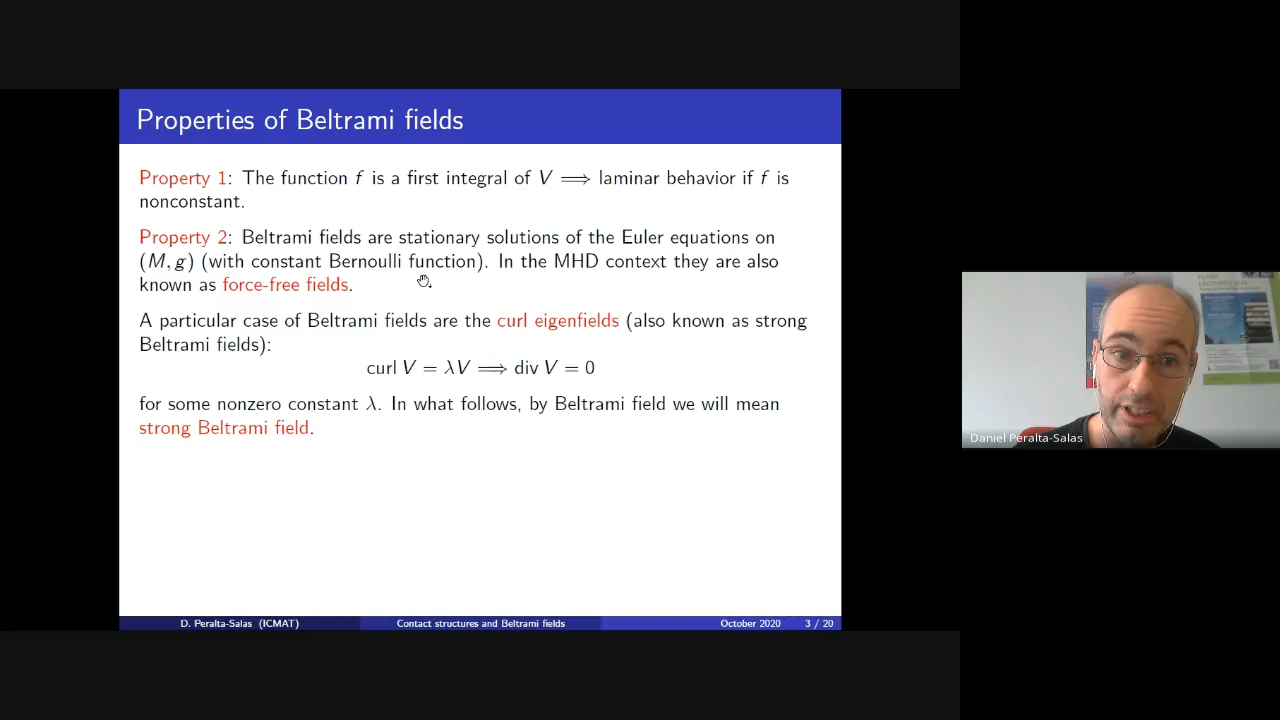 Properties of Beltrami fields
Property 1: The function f is a first integral of V ⟹ laminar behavior if f is
nonconstant.
Property 2: Beltrami fields are stationary solutions of the Euler equations on
(M, g) (with constant Bernoulli function). In the MHD context they are also
known as force-free fields.
A particular case of Beltrami fields are the curl eigenfields (also known as strong
Beltrami fields):
curl V = λV ⟹ div V = 0
for some nonzero constant λ. In what follows, by Beltrami field we will mean
strong Beltrami field.
D. Peralta-Salas (ICMAT) Contact structures and Beltrami fields October 2020 3 / 20
Daniel Peralta-Salas